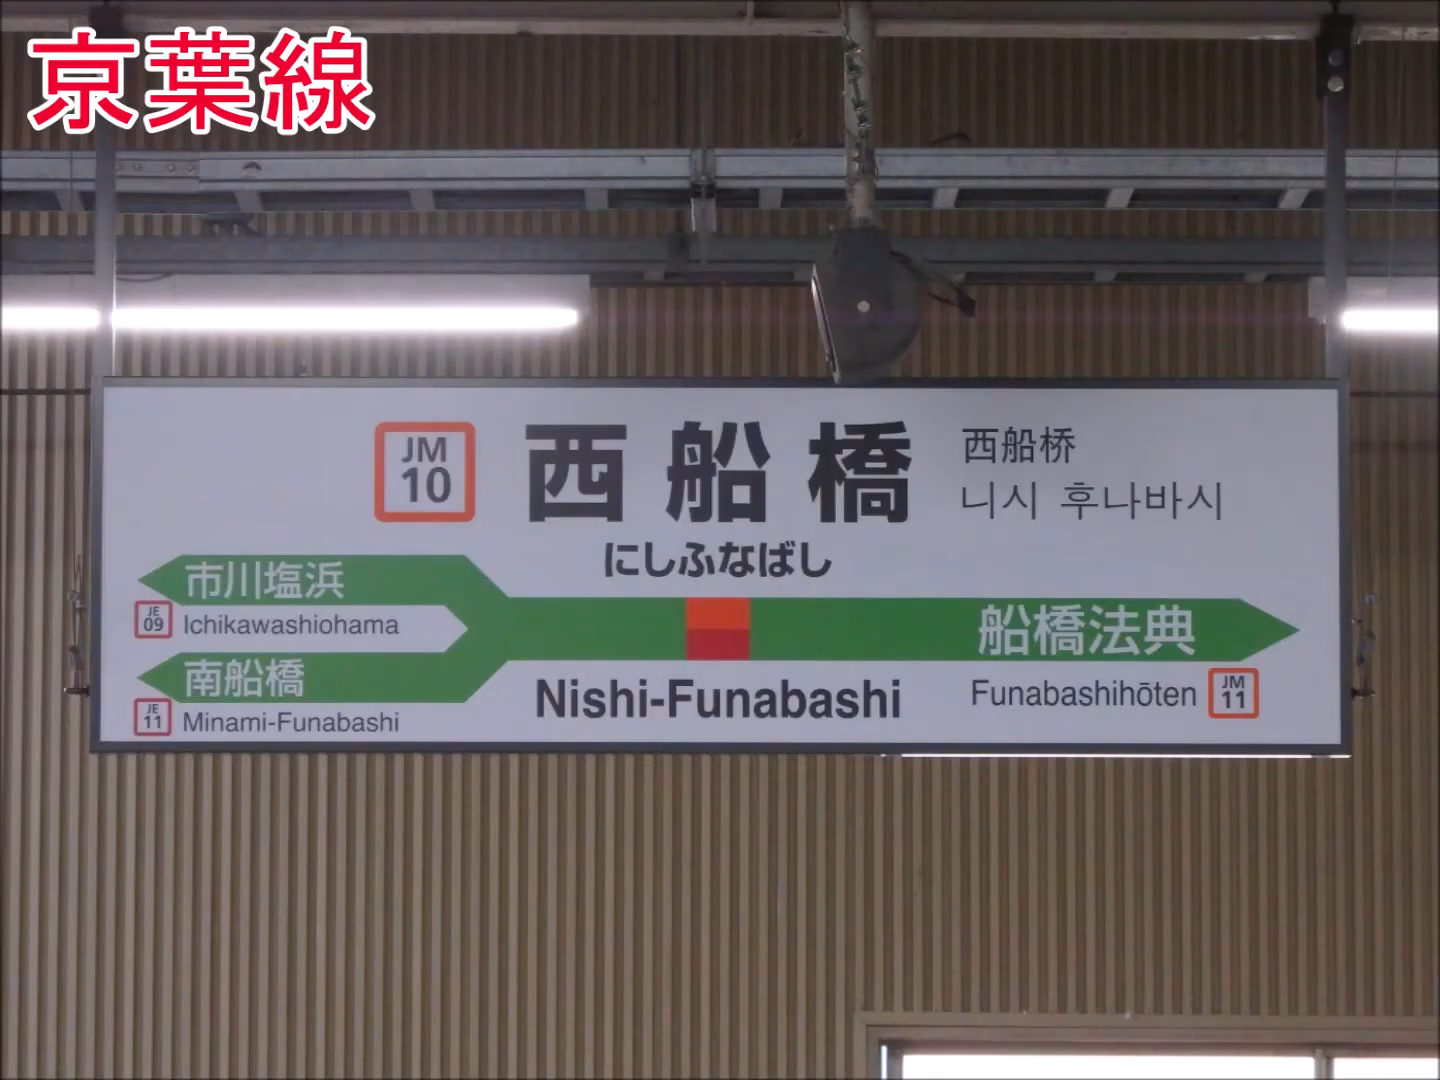 京葉線
JM
10
西船橋
西船桥
니시 후나바시
にしふなばし
市川塩浜
JE
09
Ichikawashiohama
南船橋
JE
11
Minami-Funabashi
Nishi-Funabashi
船橋法典
Funabashihōten
JM
11